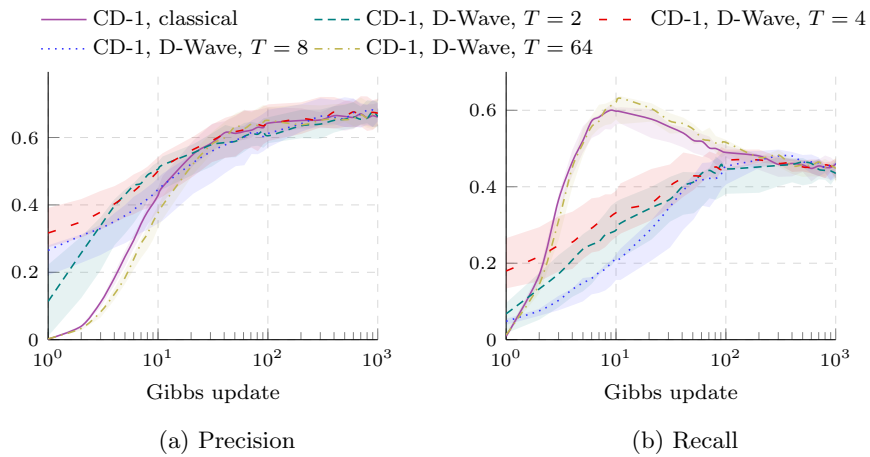 CD-1, classical CD-1, D-Wave, T = 2 CD-1, D-Wave, T = 4
CD-1, D-Wave, T = 8 CD-1, D-Wave, T = 64
0.6
0.4
0.2
0
10^0 10^1 10^2 10^3
Gibbs update
(a) Precision
0.6
0.4
0.2
0
10^0 10^1 10^2 10^3
Gibbs update
(b) Recall